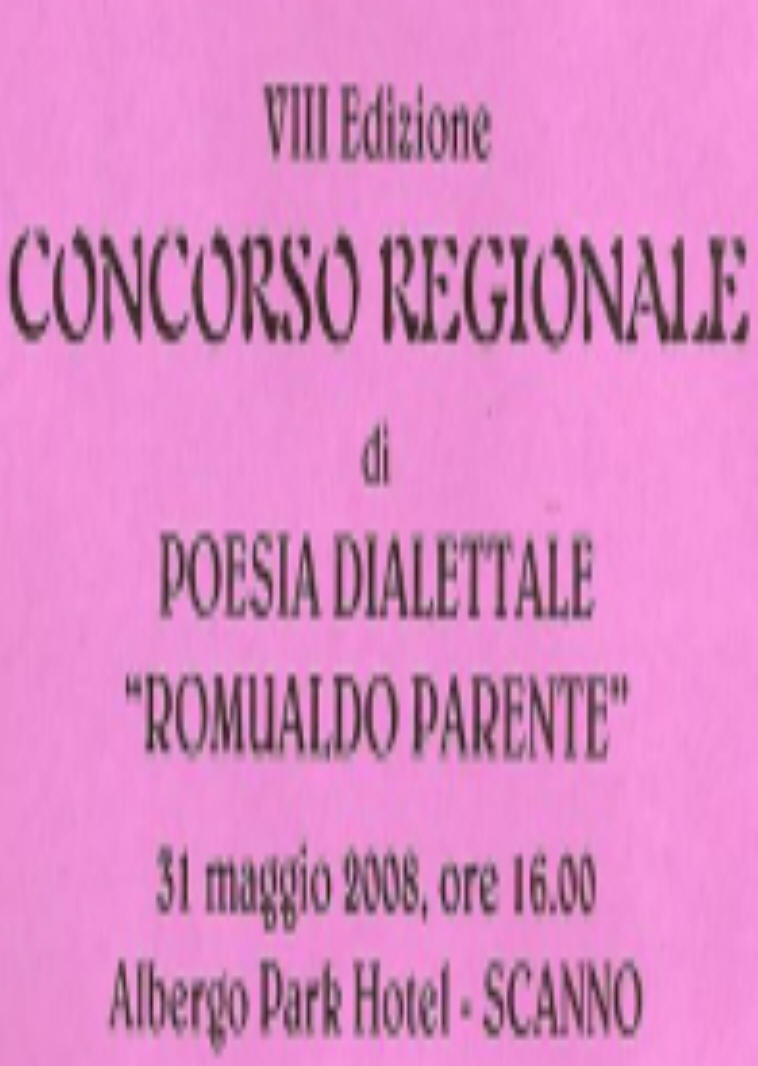 VIII Edizione
CONCORSO REGIONALE
di
POESIA DIALETTALE
“ROMUALDO PARENTE”
31 maggio 2008, ore 16.00
Albergo Park Hotel - SCANNO